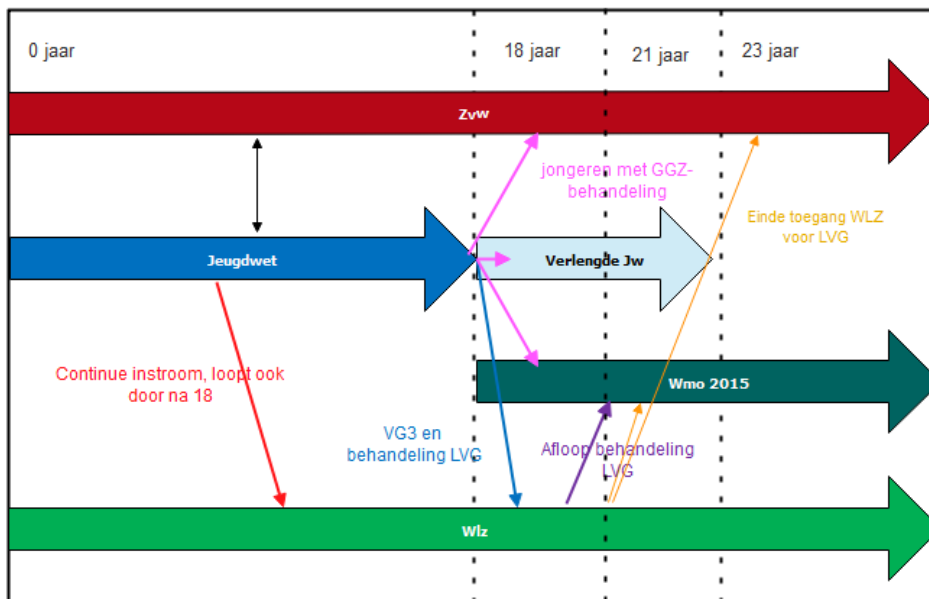 0 jaar
18 jaar
21 jaar
23 jaar
Zvw
jongeren met GGZ-
behandeling
Einde toegang WLZ
voor LVG
Jeugdwet
Verlengde Jw
Continue instroom, loopt ook
door na 18
Wmo 2015
VG3 en
behandeling LVG
Afloop behandeling
LVG
Wlz